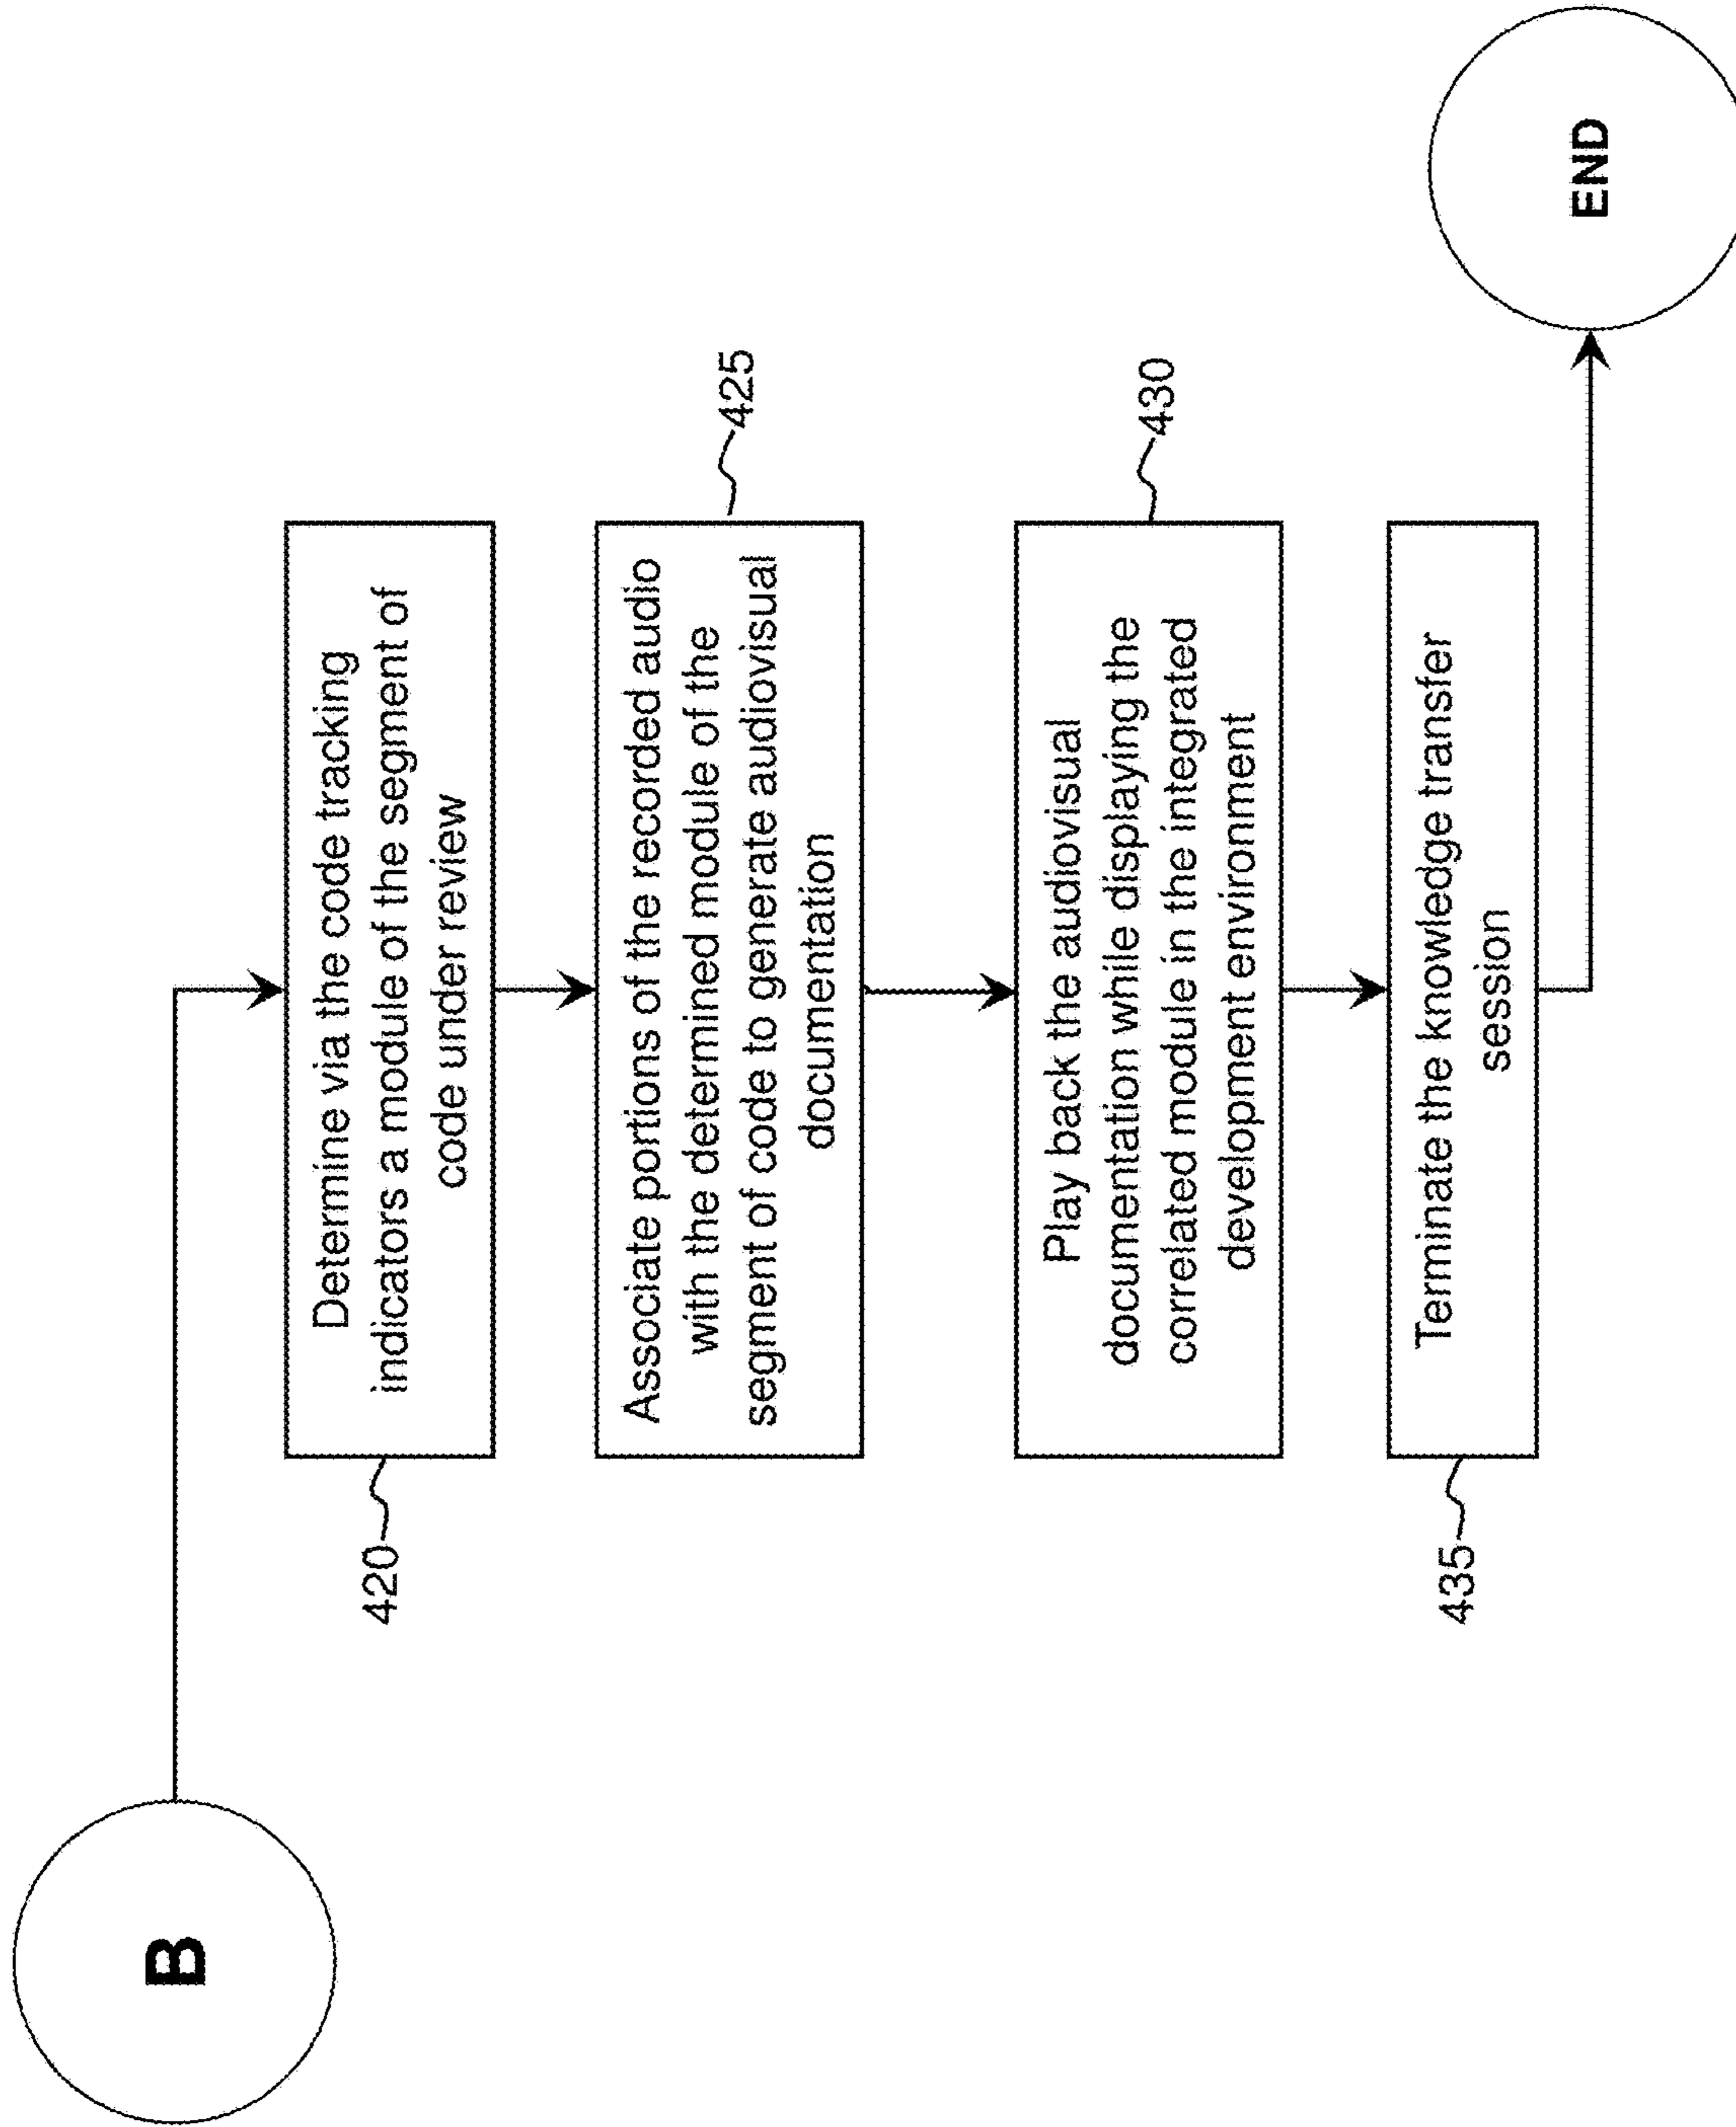 B
420
Determine via the code tracking
indicators a module of the segment of
code under review
425
Associate portions of the recorded audio
with the determined module of the
segment of code to generate audiovisual
documentation
430
Play back the audiovisual
documentation while displaying the
correlated module in the integrated
development environment
435
Terminate the knowledge transfer
session
END